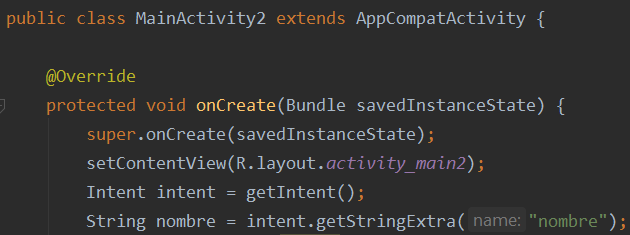 public class MainActivity2 extends AppCompatActivity {
@Override
protected void onCreate(Bundle savedInstanceState) {
super.onCreate(savedInstanceState);
setContentView(R.layout.activity_main2);
Intent intent = getIntent();
String nombre = intent.getStringExtra( name: "nombre");